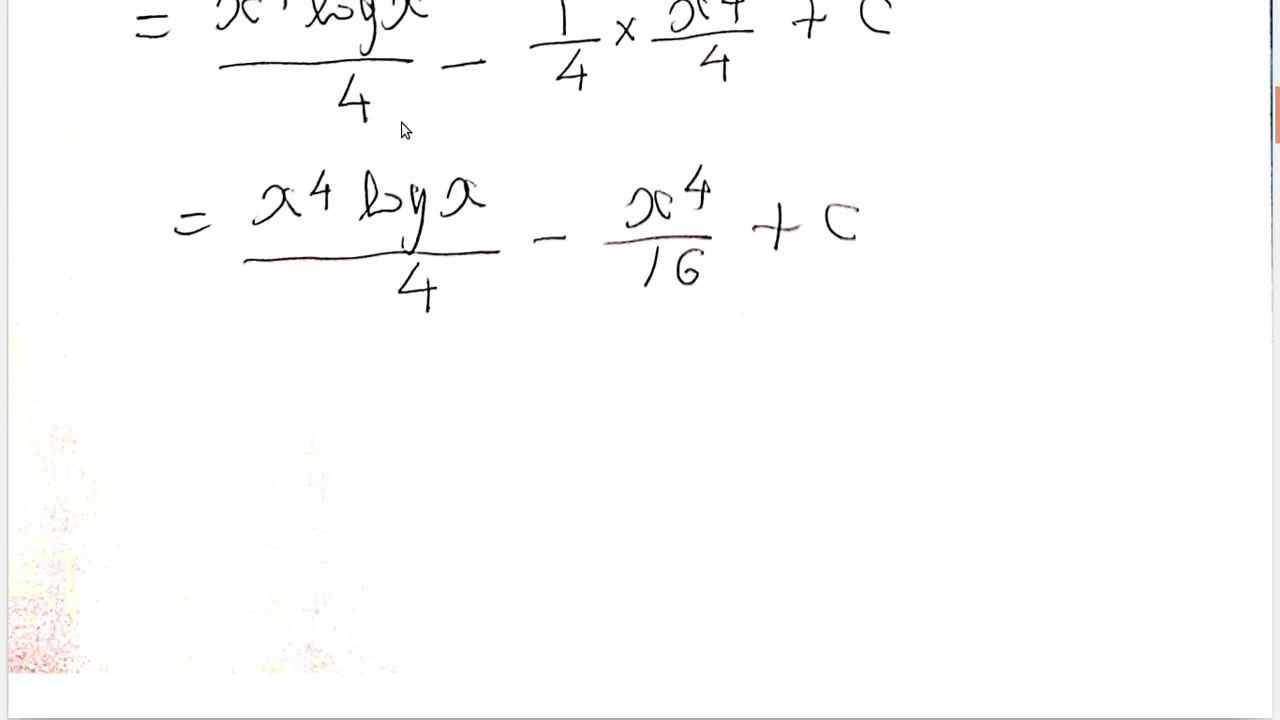 = x⁴ log x / 4 − 1/4 × x⁴/4 + C
= x⁴ log x / 4 − x⁴/16 + C